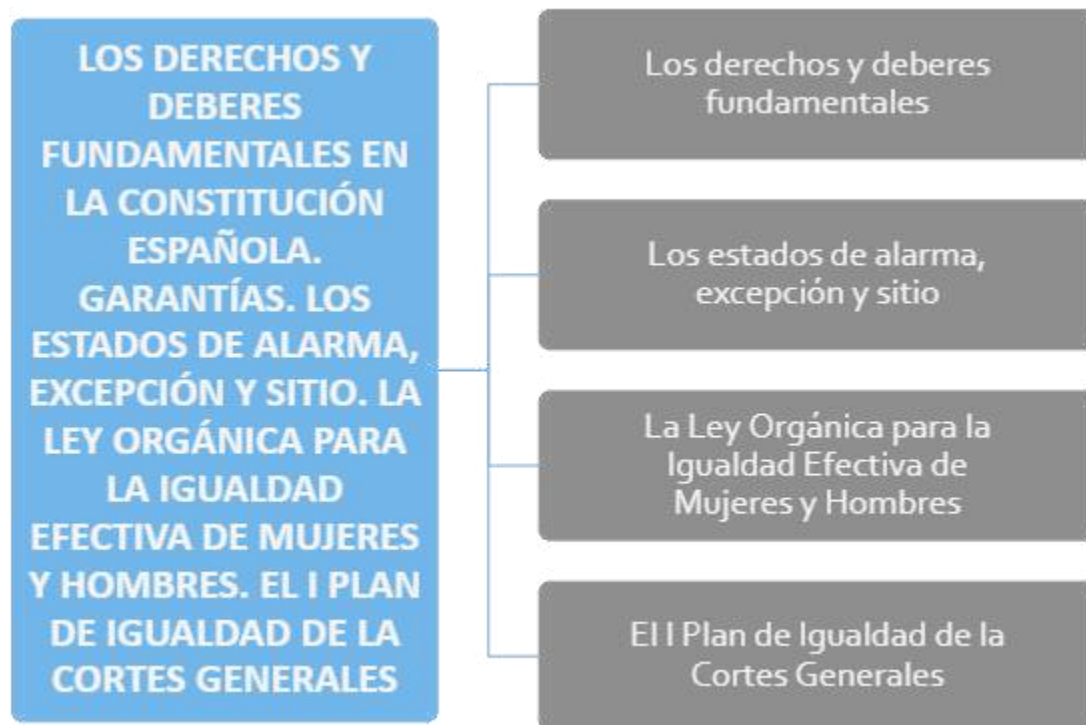 LOS DERECHOS Y
DEBERES
FUNDAMENTALES EN
LA CONSTITUCIÓN
ESPAÑOLA.
GARANTÍAS. LOS
ESTADOS DE ALARMA,
EXCEPCIÓN Y SITIO. LA
LEY ORGÁNICA PARA
LA IGUALDAD
EFECTIVA DE MUJERES
Y HOMBRES. EL I PLAN
DE IGUALDAD DE LA
CORTES GENERALES
Los derechos y deberes
fundamentales
Los estados de alarma,
excepción y sitio
La Ley Orgánica para la
Igualdad Efectiva de
Mujeres y Hombres
El I Plan de Igualdad de la
Cortes Generales